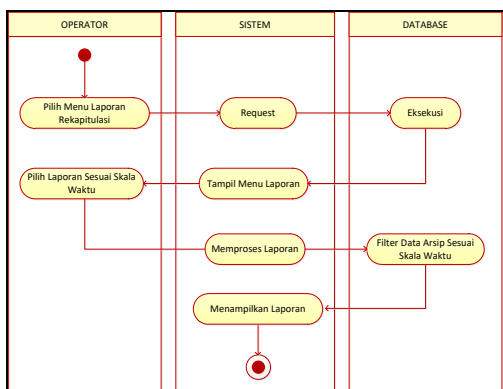 OPERATOR
SISTEM
DATABASE
Pilih Menu Laporan
Rekapitulasi
Request
Eksekusi
Pilih Laporan Sesuai Skala
Waktu
Tampil Menu Laporan
Memproses Laporan
Filter Data Arsip Sesuai
Skala Waktu
Menampilkan Laporan